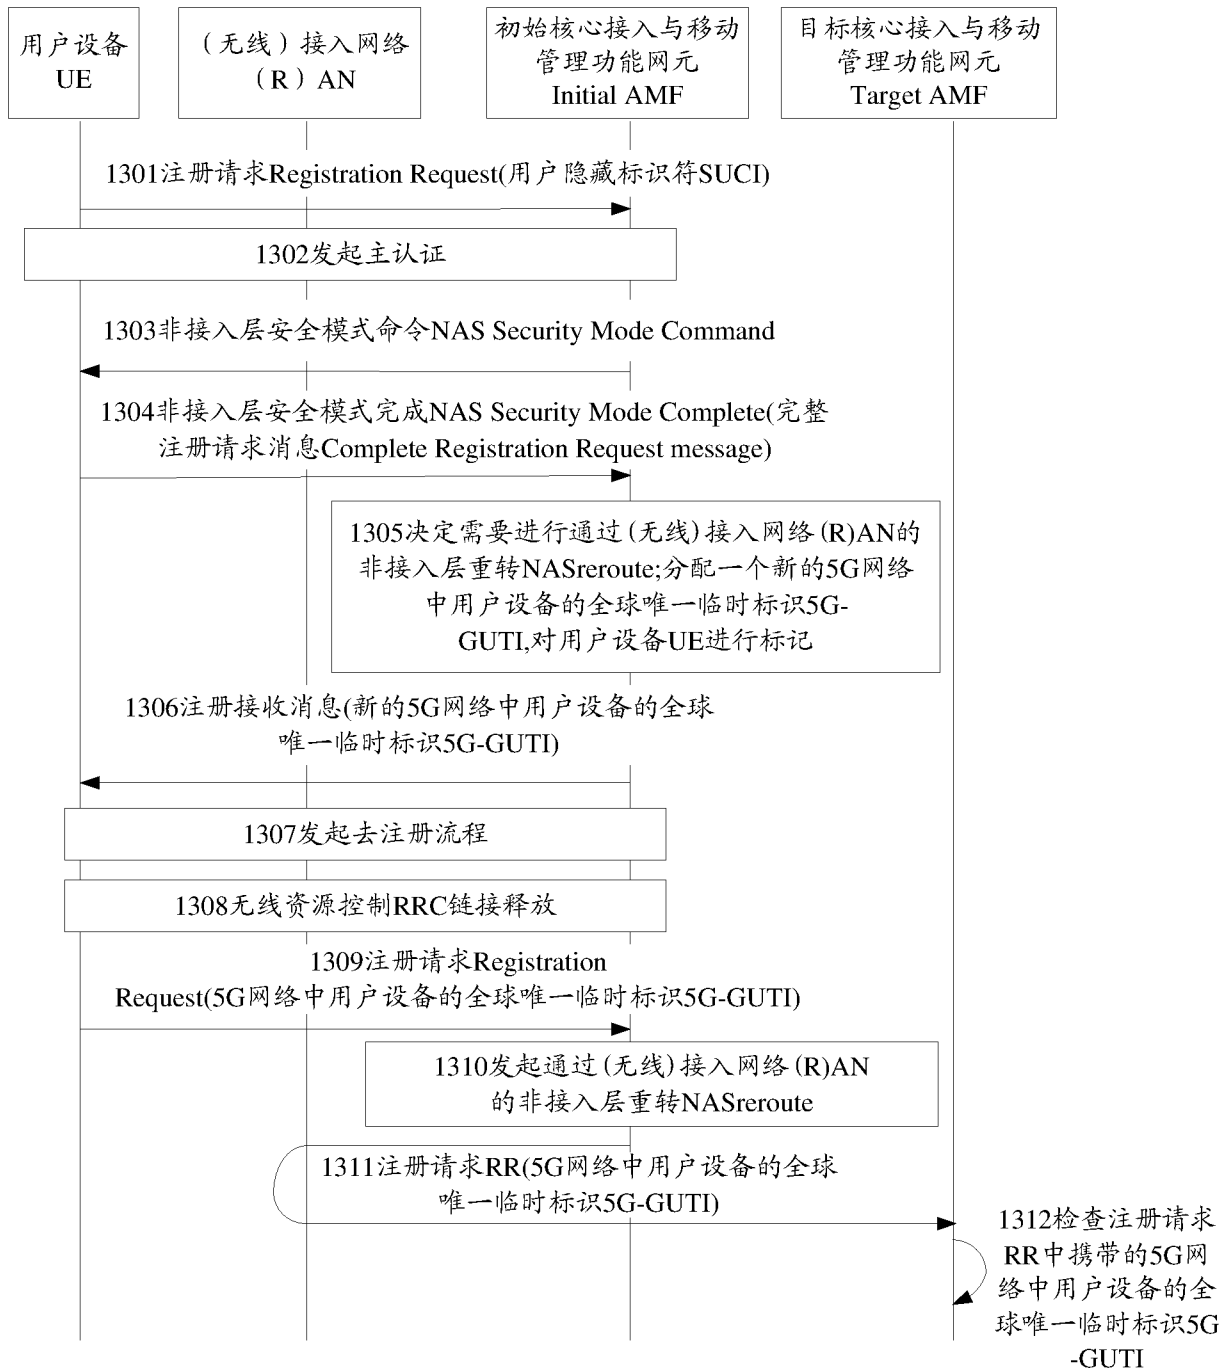 用户设备
UE
（无线）接入网络
（R）AN
初始核心接入与移动
管理功能网元
Initial AMF
目标核心接入与移动
管理功能网元
Target AMF
1301注册请求Registration Request(用户隐藏标识符SUCI)
1302发起主认证
1303非接入层安全模式命令NAS Security Mode Command
1304非接入层安全模式完成NAS Security Mode Complete(完整
注册请求消息Complete Registration Request message)
1305决定需要进行通过(无线)接入网络(R)AN的
非接入层重转NASreroute;分配一个新的5G网络
中用户设备的全球唯一临时标识5G-
GUTI,对用户设备UE进行标记
1306注册接收消息(新的5G网络中用户设备的全球
唯一临时标识5G-GUTI)
1307发起去注册流程
1308无线资源控制RRC链接释放
1309注册请求Registration
Request(5G网络中用户设备的全球唯一临时标识5G-GUTI)
1310发起通过(无线)接入网络(R)AN
的非接入层重转NASreroute
1311注册请求RR(5G网络中用户设备的全球
唯一临时标识5G-GUTI)
1312检查注册请求
RR中携带的5G网
络中用户设备的全
球唯一临时标识5G
-GUTI